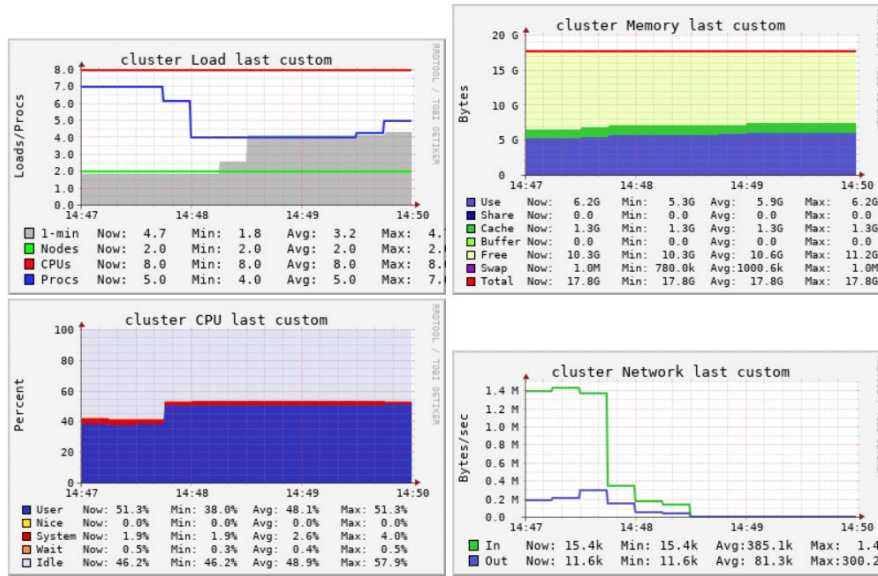 cluster Load last custom
RRDTOOL / TOBI OETIKER
Loads/Procs
8.0
7.0
6.0
5.0
4.0
3.0
2.0
1.0
0.0
14:47 14:48 14:49 14:50
1-min Now: 4.7 Min: 1.8 Avg: 3.2 Max: 4.
Nodes Now: 2.0 Min: 2.0 Avg: 2.0 Max: 2.
CPUs Now: 8.0 Min: 8.0 Avg: 8.0 Max: 8.
Procs Now: 5.0 Min: 4.0 Avg: 5.0 Max: 7.
cluster Memory last custom
Bytes
20 G
15 G
10 G
5 G
0
14:47 14:48 14:49 14:50
Use Now: 6.2G Min: 5.3G Avg: 5.9G Max: 6.2G
Share Now: 0.0 Min: 0.0 Avg: 0.0 Max: 0.0
Cache Now: 1.3G Min: 1.3G Avg: 1.3G Max: 1.3G
Buffer Now: 0.0 Min: 0.0 Avg: 0.0 Max: 0.0
Free Now: 10.3G Min: 10.3G Avg: 10.6G Max: 11.2G
Swap Now: 1.0M Min: 780.0k Avg:1000.6k Max: 1.0M
Total Now: 17.8G Min: 17.8G Avg: 17.8G Max: 17.8G
cluster CPU last custom
RRDTOOL / TOBI OETIKER
Percent
100
80
60
40
20
0
14:47 14:48 14:49 14:50
User Now: 51.3% Min: 38.0% Avg: 48.1% Max: 51.3%
Nice Now: 0.0% Min: 0.0% Avg: 0.0% Max: 0.0%
System Now: 1.9% Min: 1.9% Avg: 2.6% Max: 4.0%
Wait Now: 0.5% Min: 0.3% Avg: 0.4% Max: 0.5%
Idle Now: 46.2% Min: 46.2% Avg: 48.9% Max: 57.9%
cluster Network last custom
Bytes/sec
1.4 M
1.2 M
1.0 M
0.8 M
0.6 M
0.4 M
0.2 M
0.0
14:47 14:48 14:49 14:50
In Now: 15.4k Min: 15.4k Avg:385.1k Max: 1.4
Out Now: 11.6k Min: 11.6k Avg: 81.3k Max:300.2